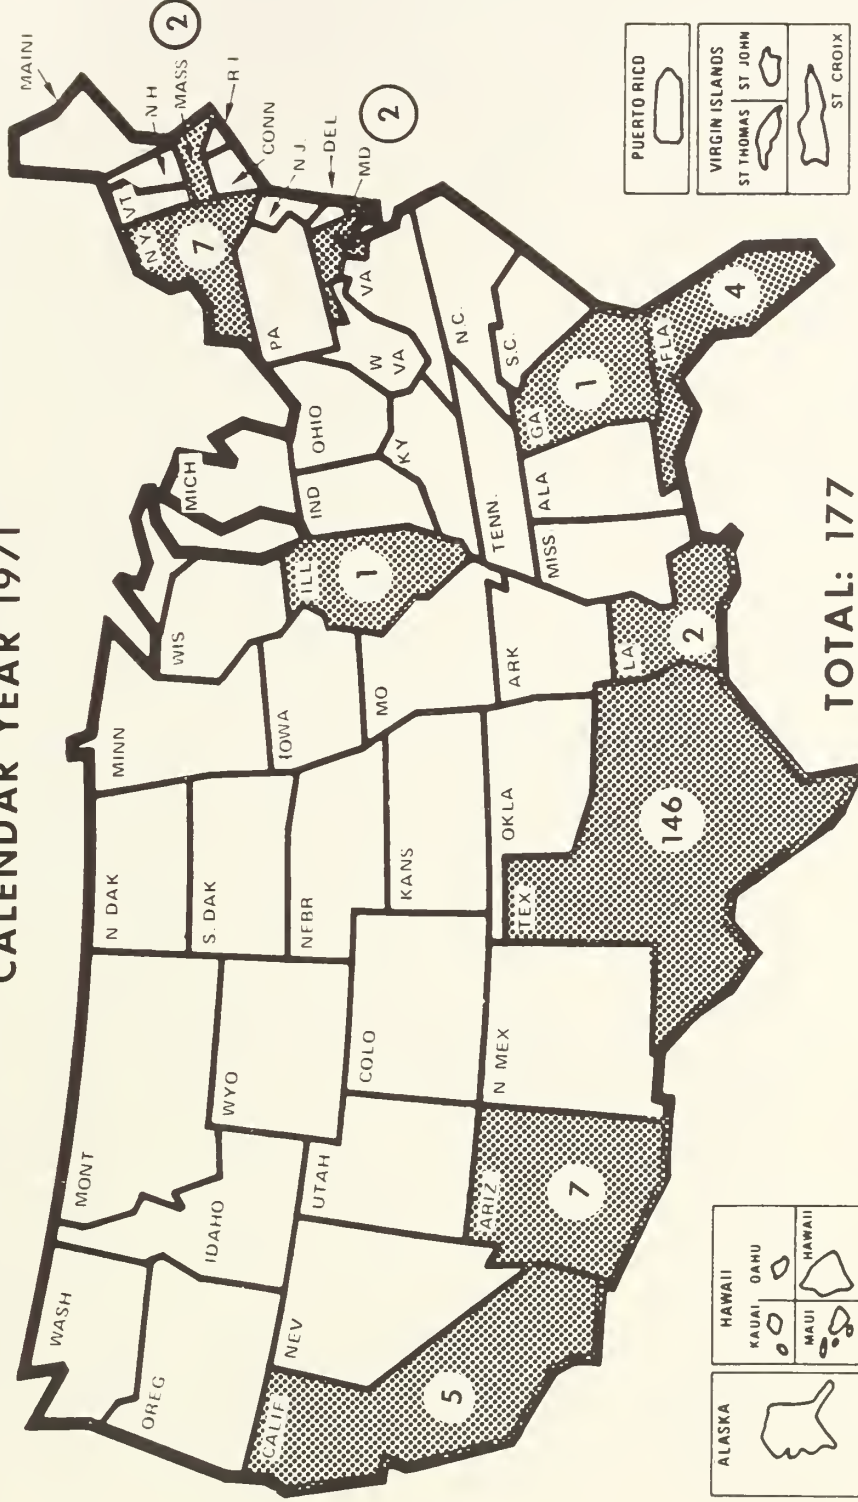 CALENDAR YEAR 1971
WASH
OREG
CALIF.
5
NEV
IDAHO
MONT
WYO
UTAH
ARIZ
7
COLO
N MEX
N DAK
S. DAK
NEBR
KANS
OKLA
TEX
146
MINN
IOWA
MO
ARK
LA
2
WIS
ILL
1
MICH
IND
OHIO
KY
TENN.
MISS
ALA
GA
1
FLA
4
S.C.
N.C.
VA
W
VA
PA
NY
7
VT
MAINI
N H
MASS
2
R I
CONN
N J.
DEL
MD
2
TOTAL: 177
ALASKA
HAWAII
KAUAI
OAHU
MAUI
HAWAII
PUERTO RICO
VIRGIN ISLANDS
ST THOMAS
ST JOHN
ST CROIX